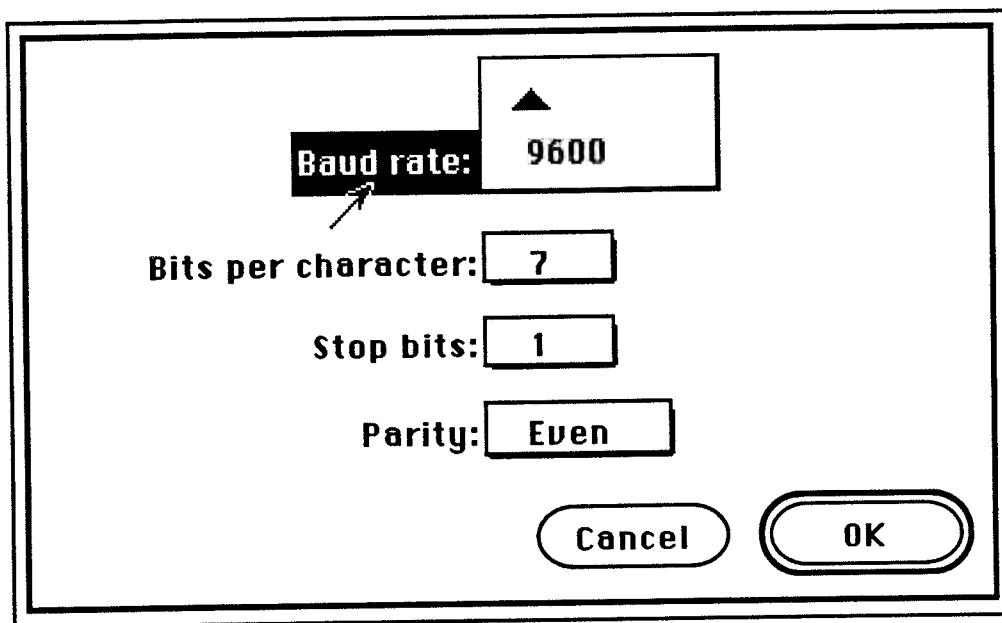 Baud rate: 9600
Bits per character: 7
Stop bits: 1
Parity: Even
Cancel OK